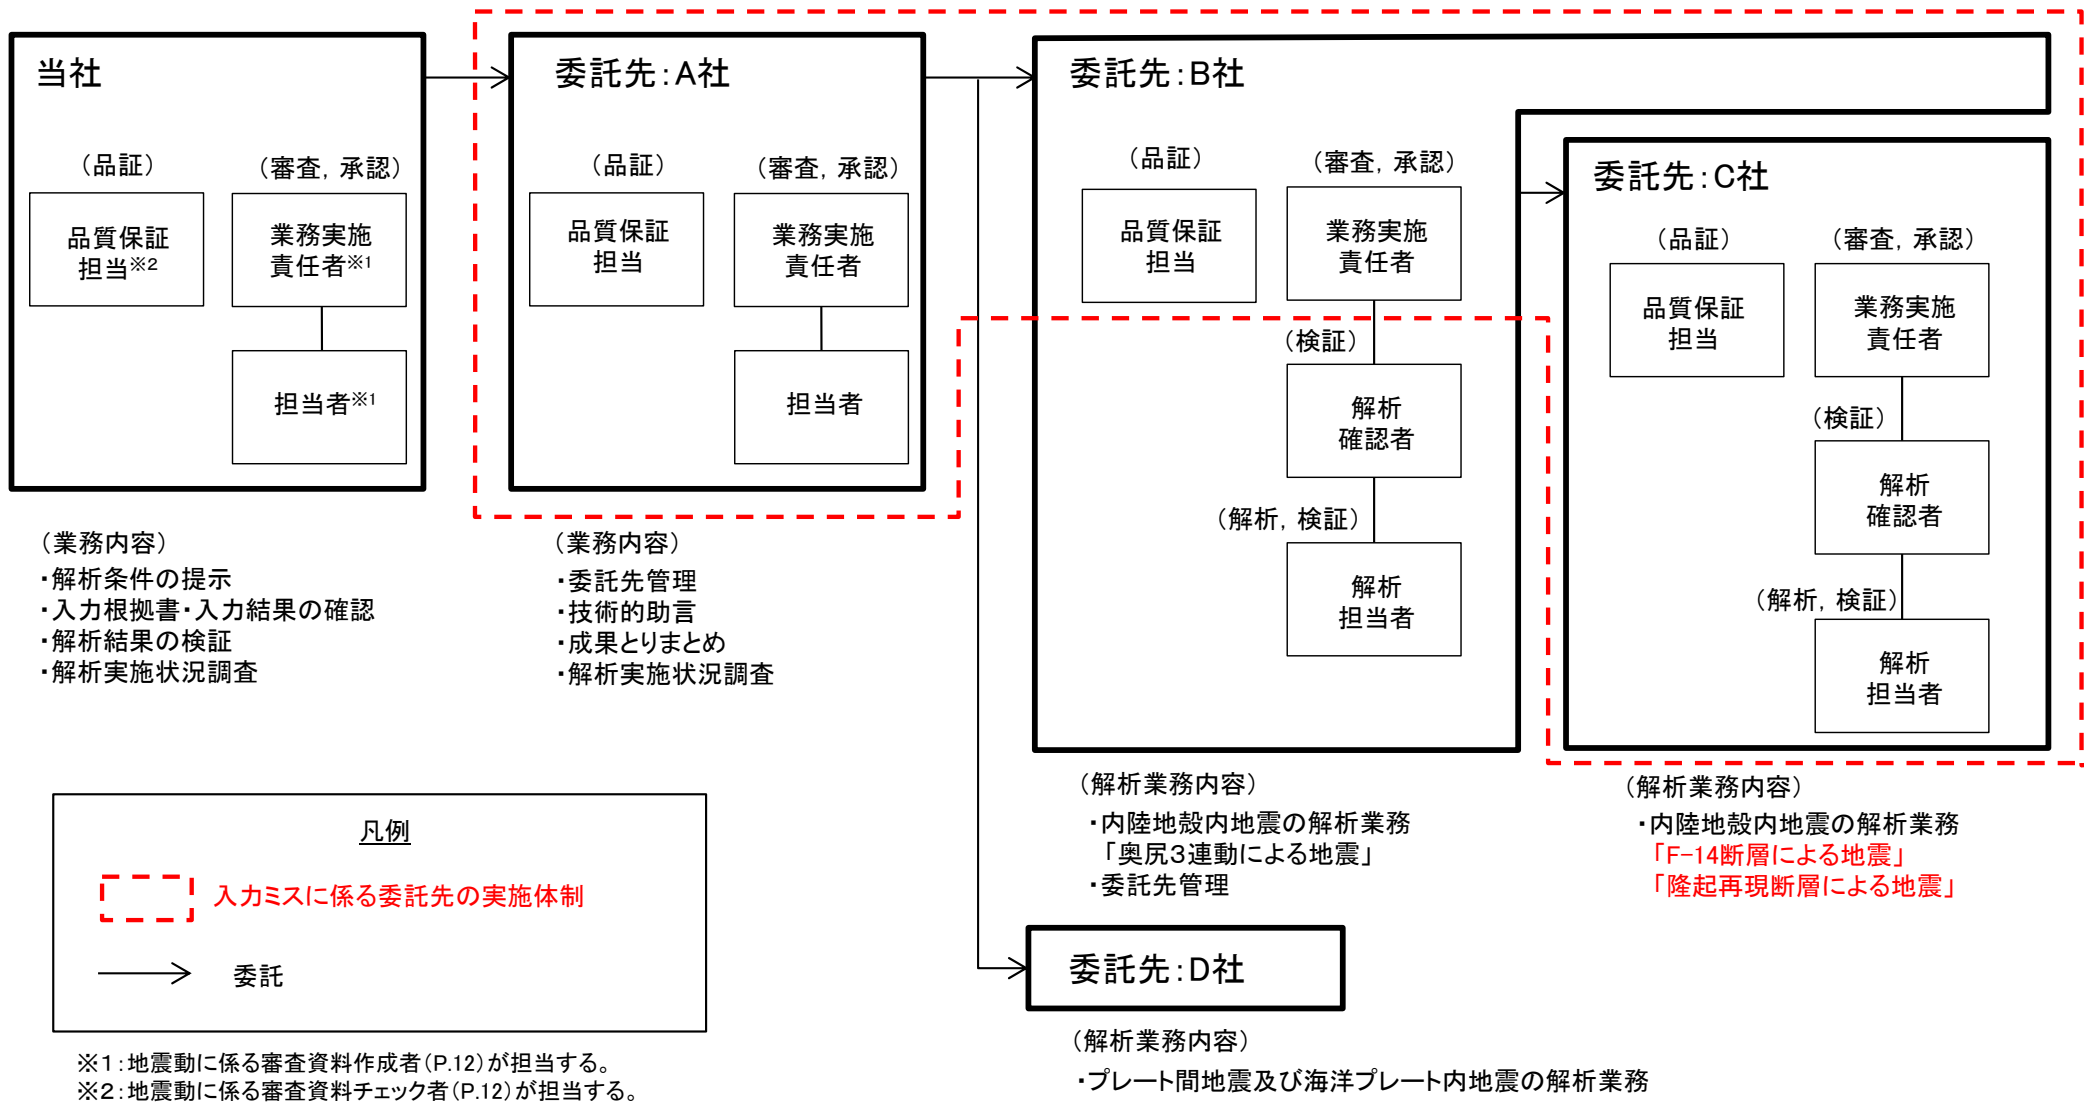 当社
（品証）
（審査，承認）
品質保証
担当※2
業務実施
責任者※1
担当者※1
（業務内容）
・解析条件の提示
・入力根拠書・入力結果の確認
・解析結果の検証
・解析実施状況調査
委託先：A社
（品証）
（審査，承認）
品質保証
担当
業務実施
責任者
担当者
（業務内容）
・委託先管理
・技術的助言
・成果とりまとめ
・解析実施状況調査
委託先：B社
（品証）
（審査，承認）
品質保証
担当
業務実施
責任者
（検証）
解析
確認者
（解析，検証）
解析
担当者
（解析業務内容）
・内陸地殻内地震の解析業務
「奥尻３連動による地震」
・委託先管理
委託先：C社
（品証）
（審査，承認）
品質保証
担当
業務実施
責任者
（検証）
解析
確認者
（解析，検証）
解析
担当者
（解析業務内容）
・内陸地殻内地震の解析業務
「F-14断層による地震」
「隆起再現断層による地震」
委託先：D社
（解析業務内容）
・プレート間地震及び海洋プレート内地震の解析業務
凡例
入力ミスに係る委託先の実施体制
委託
※１：地震動に係る審査資料作成者（P.12）が担当する。
※２：地震動に係る審査資料チェック者（P.12）が担当する。